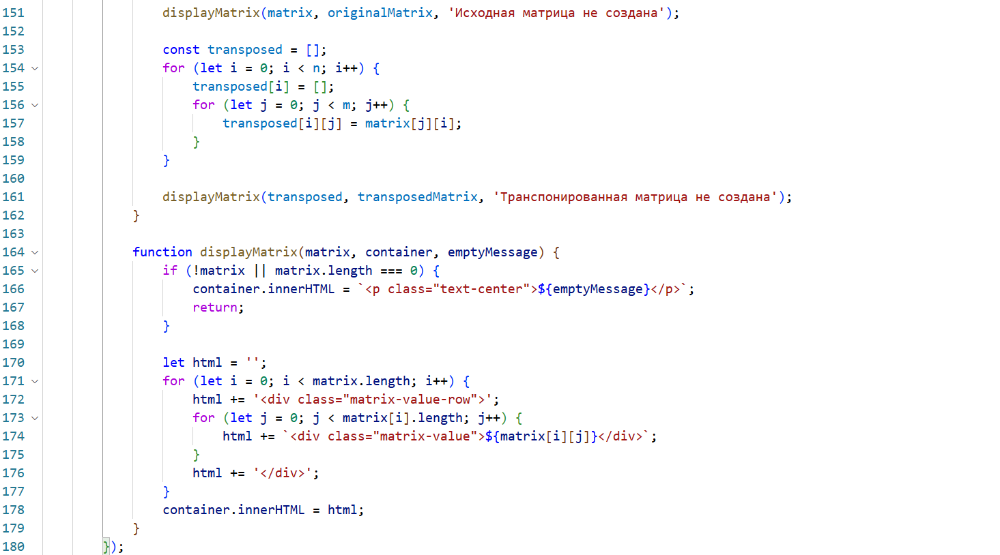 151 displayMatrix(matrix, originalMatrix, 'Исходная матрица не создана');
152
153 const transposed = [];
154 for (let i = 0; i < n; i++) {
155 transposed[i] = [];
156 for (let j = 0; j < m; j++) {
157 transposed[i][j] = matrix[j][i];
158 }
159 }
160
161 displayMatrix(transposed, transposedMatrix, 'Транспонированная матрица не создана');
162 }
163
164 function displayMatrix(matrix, container, emptyMessage) {
165 if (!matrix || matrix.length === 0) {
166 container.innerHTML = `<p class="text-center">${emptyMessage}</p>`;
167 return;
168 }
169
170 let html = '';
171 for (let i = 0; i < matrix.length; i++) {
172 html += '<div class="matrix-value-row">';
173 for (let j = 0; j < matrix[i].length; j++) {
174 html += `<div class="matrix-value">${matrix[i][j]}</div>`;
175 }
176 html += '</div>';
177 }
178 container.innerHTML = html;
179 }
180 });